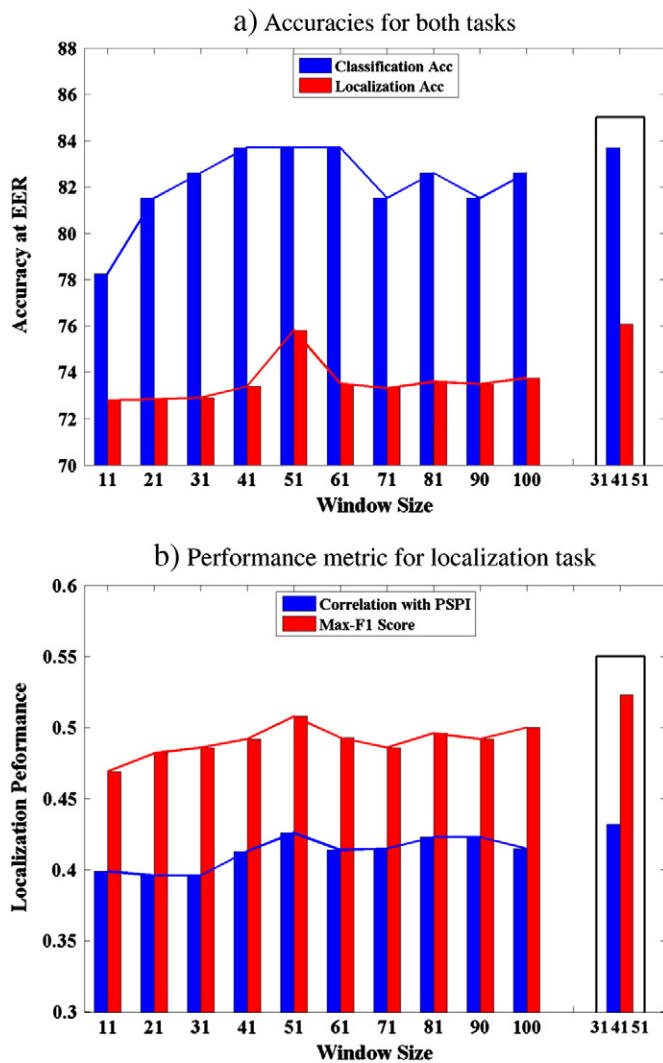 a) Accuracies for both tasks
88
86
84
82
80
78
76
74
72
70
Accuracy at EER
Classification Acc
Localization Acc
11 21 31 41 51 61 71 81 90 100 31 41 51
Window Size
b) Performance metric for localization task
0.6
0.55
0.5
0.45
0.4
0.35
0.3
Localization Peformance
Correlation with PSPI
Max-F1 Score
11 21 31 41 51 61 71 81 90 100 31 41 51
Window Size